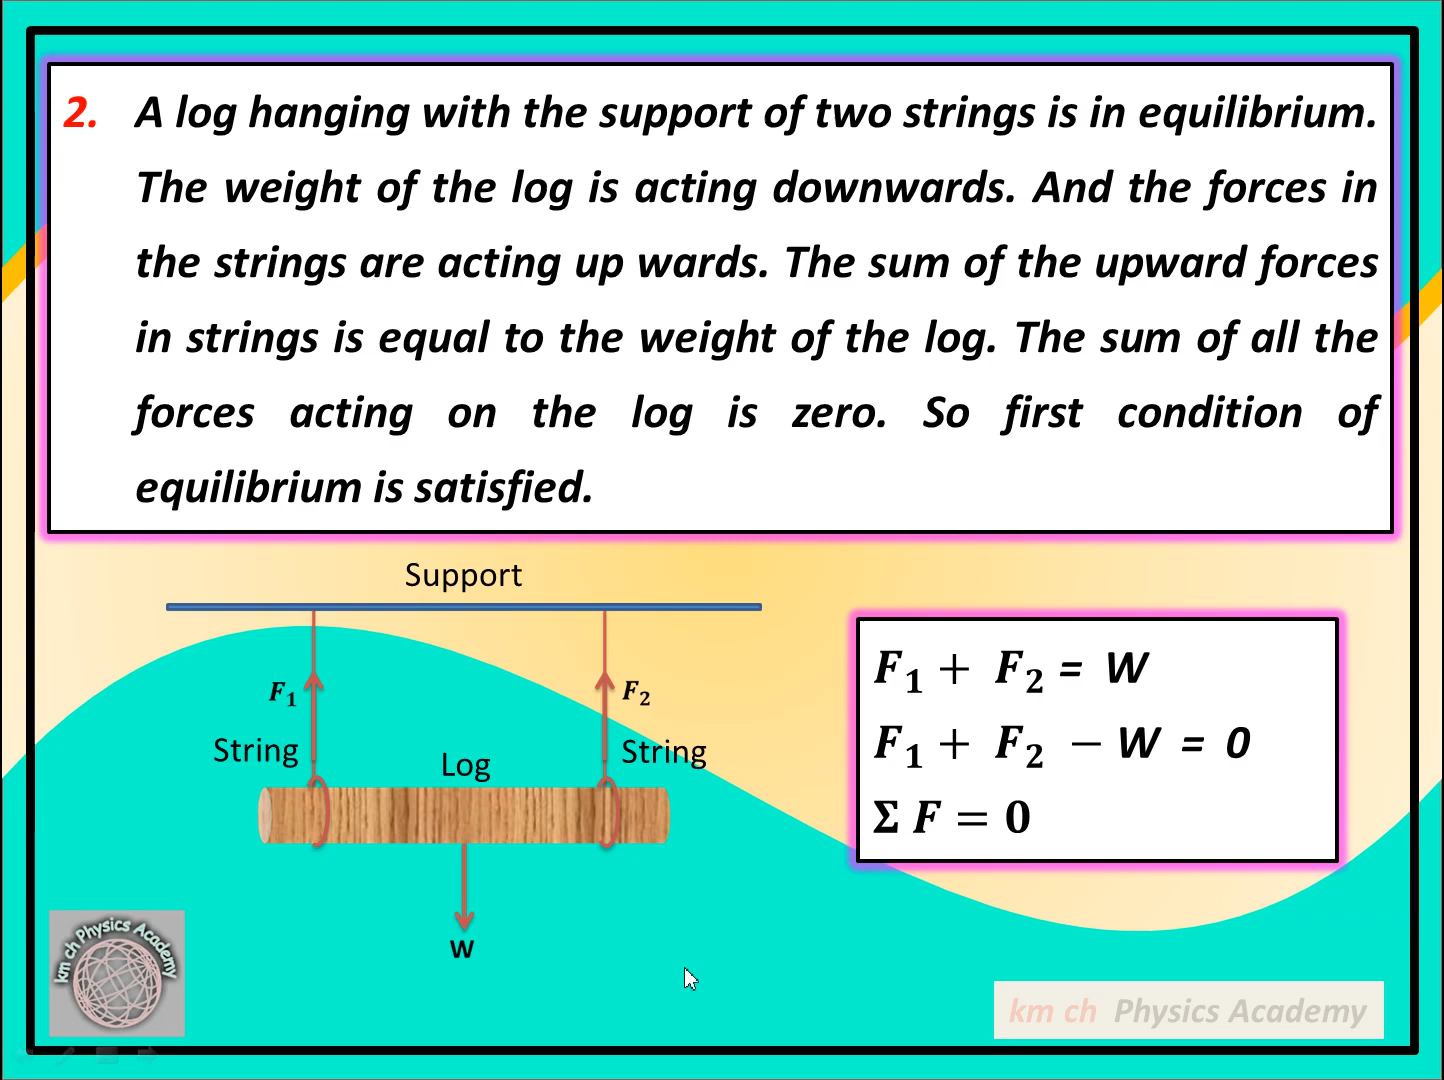 2. A log hanging with the support of two strings is in equilibrium.
The weight of the log is acting downwards. And the forces in
the strings are acting up wards. The sum of the upward forces
in strings is equal to the weight of the log. The sum of all the
forces acting on the log is zero. So first condition of
equilibrium is satisfied.
Support
F₁
F₂
String
String
Log
W
F₁ + F₂ = W
F₁ + F₂ − W = 0
Σ F = 0
km ch Physics Academy
km ch Physics Academy